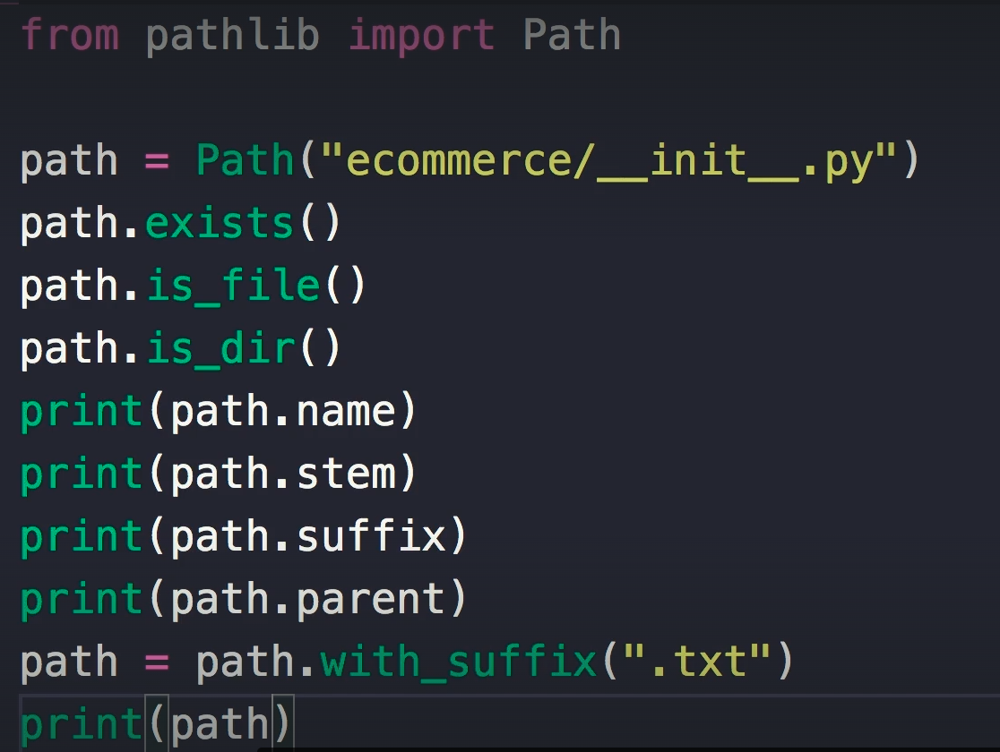 from pathlib import Path
path = Path("ecommerce/__init__.py")
path.exists()
path.is_file()
path.is_dir()
print(path.name)
print(path.stem)
print(path.suffix)
print(path.parent)
path = path.with_suffix(".txt")
print(path)